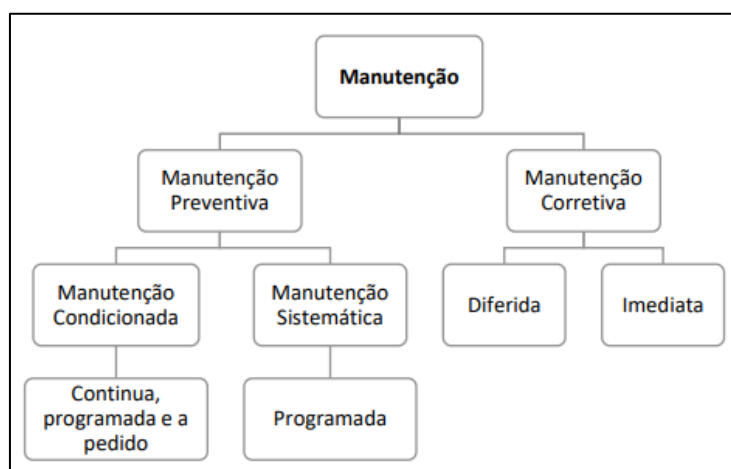 Manutenção
Manutenção
Preventiva
Manutenção
Corretiva
Manutenção
Condicionada
Manutenção
Sistemática
Diferida
Imediata
Continua,
programada e a
pedido
Programada